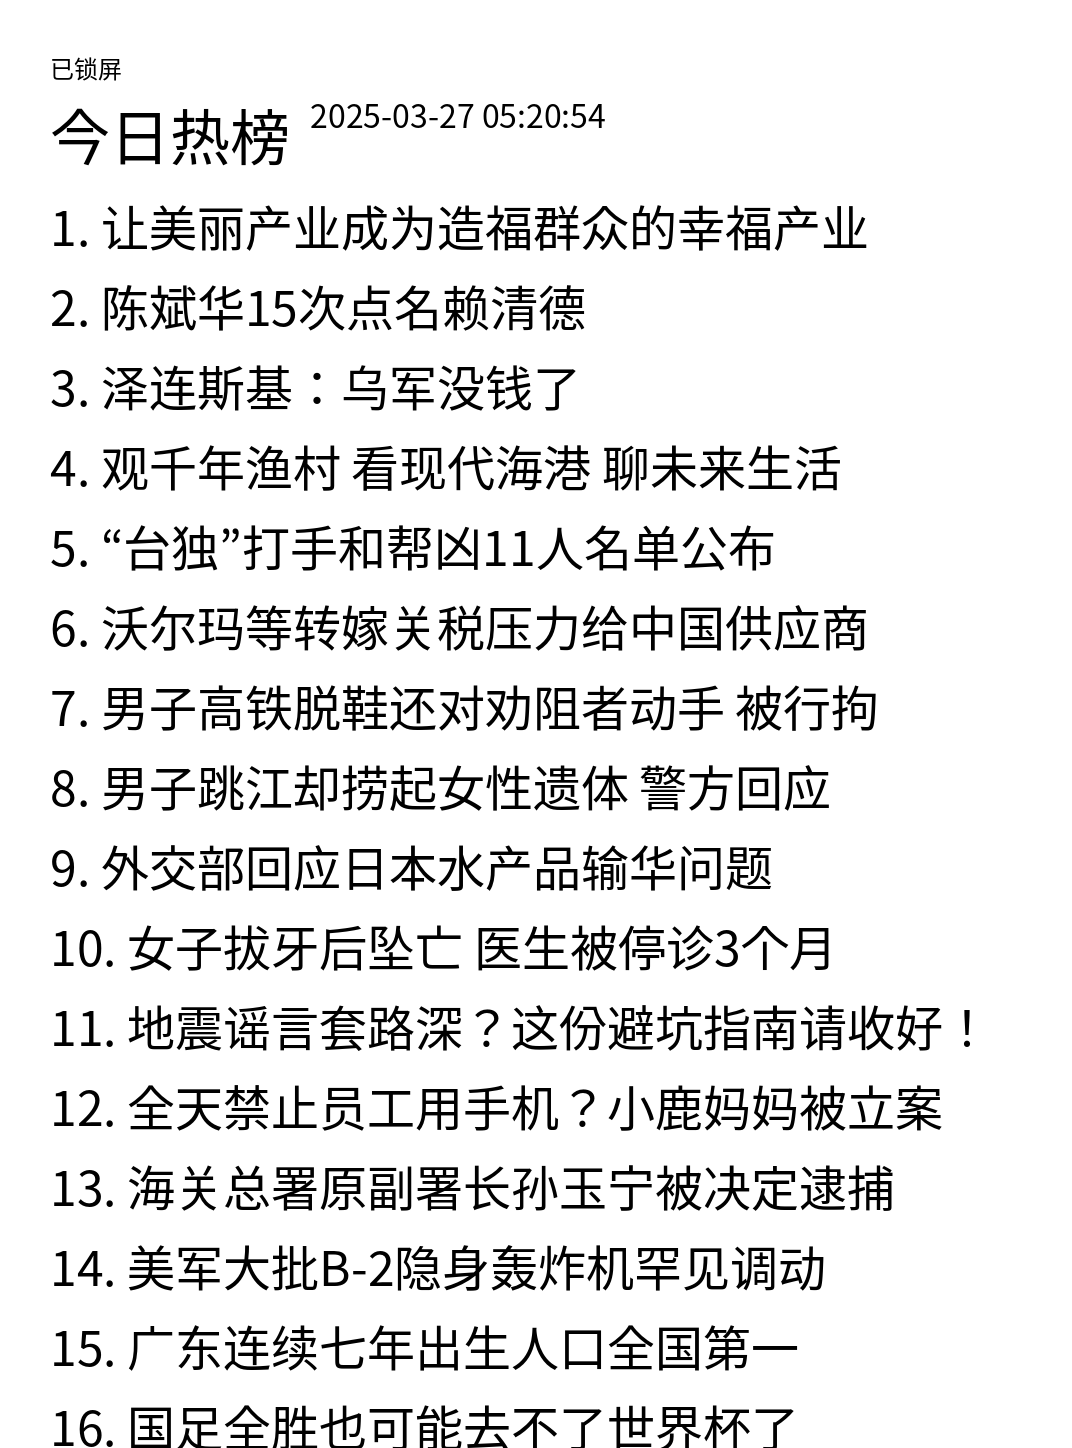 已锁屏
今日热榜 2025-03-27 05:20:54
1. 让美丽产业成为造福群众的幸福产业
2. 陈斌华15次点名赖清德
3. 泽连斯基：乌军没钱了
4. 观千年渔村 看现代海港 聊未来生活
5. “台独”打手和帮凶11人名单公布
6. 沃尔玛等转嫁关税压力给中国供应商
7. 男子高铁脱鞋还对劝阻者动手 被行拘
8. 男子跳江却捞起女性遗体 警方回应
9. 外交部回应日本水产品输华问题
10. 女子拔牙后坠亡 医生被停诊3个月
11. 地震谣言套路深？这份避坑指南请收好！
12. 全天禁止员工用手机？小鹿妈妈被立案
13. 海关总署原副署长孙玉宁被决定逮捕
14. 美军大批B-2隐身轰炸机罕见调动
15. 广东连续七年出生人口全国第一
16. 国足全胜也可能去不了世界杯了